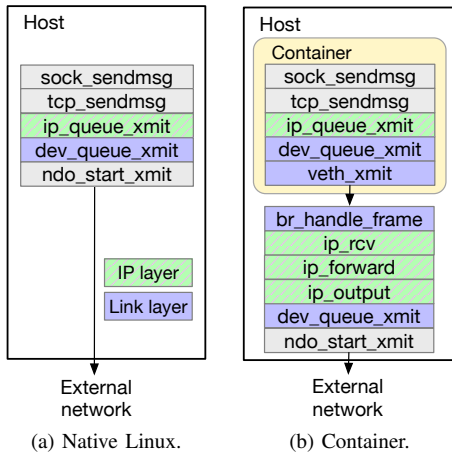 Host
sock_sendmsg
tcp_sendmsg
ip_queue_xmit
dev_queue_xmit
ndo_start_xmit
IP layer
Link layer
External
network
(a) Native Linux.
Host
Container
sock_sendmsg
tcp_sendmsg
ip_queue_xmit
dev_queue_xmit
veth_xmit
br_handle_frame
ip_rcv
ip_forward
ip_output
dev_queue_xmit
ndo_start_xmit
External
network
(b) Container.